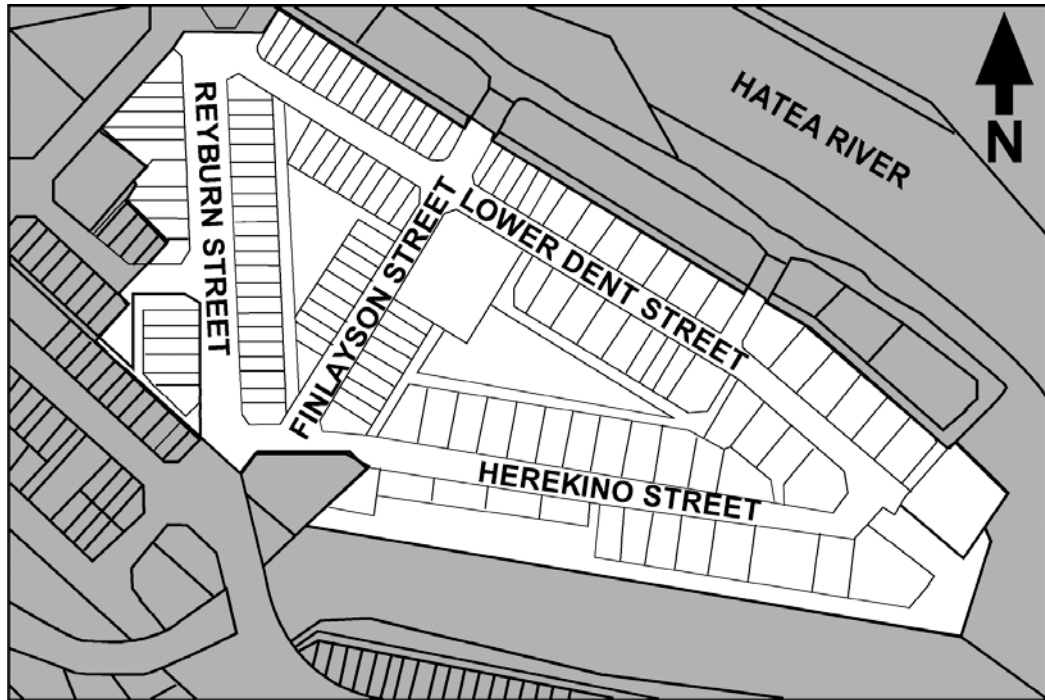 HATEA RIVER
N
REYBURN STREET
FINLAYSON STREET
LOWER DENT STREET
HEREKINO STREET